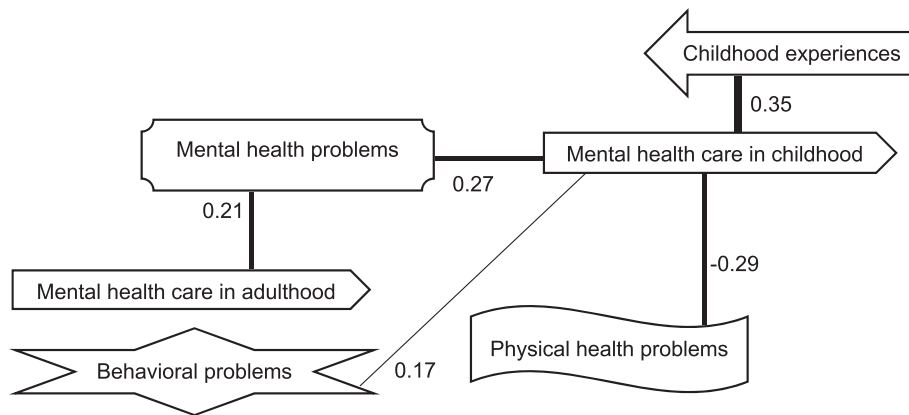 Childhood experiences
0.35
Mental health problems
Mental health care in childhood
0.27
0.21
-0.29
Mental health care in adulthood
Physical health problems
Behavioral problems
0.17